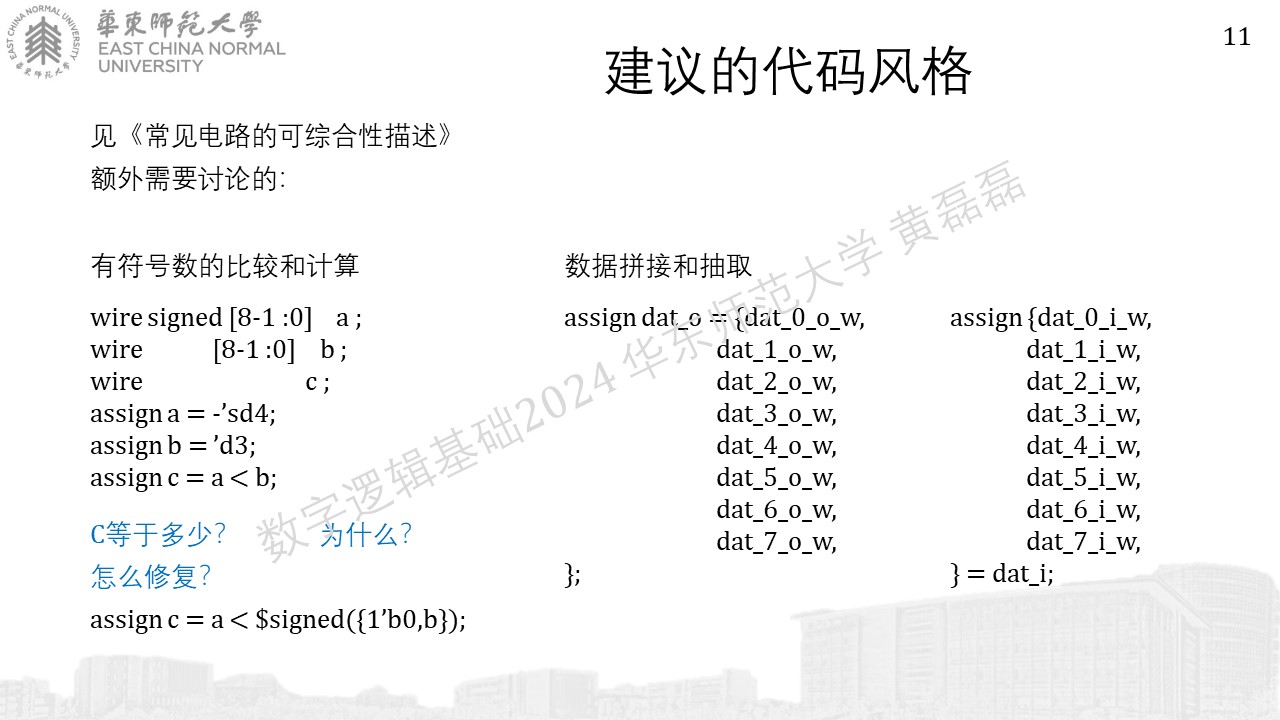 華東師範大學
EAST CHINA NORMAL
UNIVERSITY
EAST CHINA NORMAL UNIVERSITY
華東师范大学
11
建议的代码风格
见《常见电路的可综合性描述》
额外需要讨论的:
有符号数的比较和计算
wire signed [8-1 :0] a ;
wire [8-1 :0] b ;
wire c ;
assign a = -’sd4;
assign b = ’d3;
assign c = a < b;
C等于多少? 为什么?
怎么修复?
assign c = a < $signed({1’b0,b});
数据拼接和抽取
assign dat_o = {dat_0_o_w,
dat_1_o_w,
dat_2_o_w,
dat_3_o_w,
dat_4_o_w,
dat_5_o_w,
dat_6_o_w,
dat_7_o_w,
};
assign {dat_0_i_w,
dat_1_i_w,
dat_2_i_w,
dat_3_i_w,
dat_4_i_w,
dat_5_i_w,
dat_6_i_w,
dat_7_i_w,
} = dat_i;
数字逻辑基础2024 华东师范大学 黄磊磊